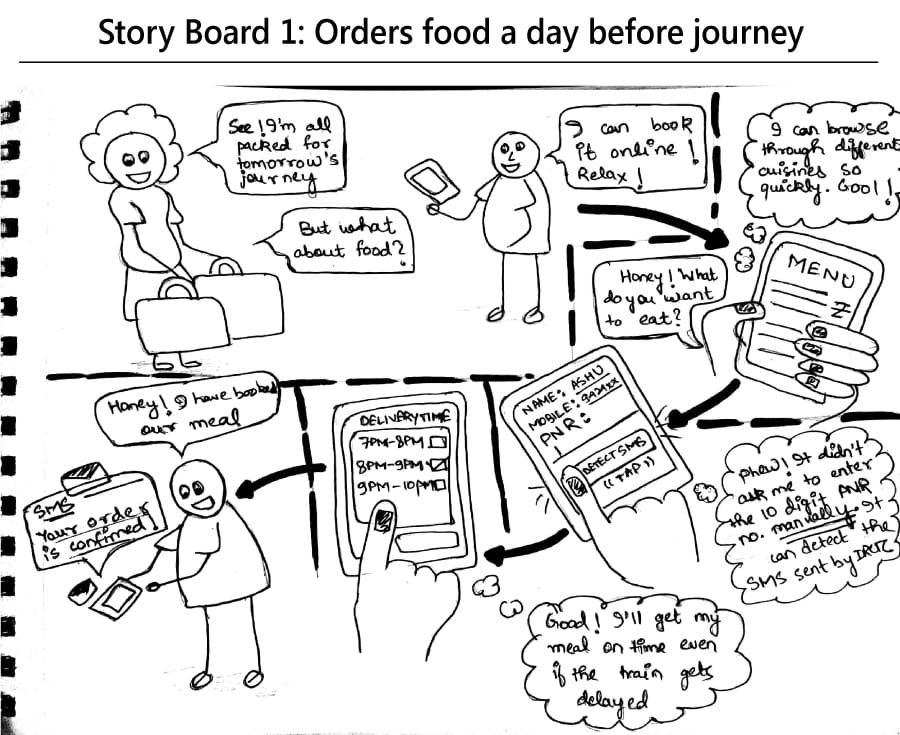 Story Board 1: Orders food a day before journey
See! I'm all
packed for
tomorrow's
journey
But what
about food?
I can book
it online!
Relax!
I can browse
through different
cuisines so
quickly. Cool!
MENU
Honey! What
do you want
to eat?
NAME: ASHU
MOBILE: 9424xx
PNR:
DETECT SMS
((TAP))
Phew! It didn't
ask me to enter
the 10 digit PNR
no. manually. It
can detect the
SMS sent by IRCTC
DELIVERY TIME
7PM-8PM
8PM-9PM
9PM-10PM
Good! I'll get my
meal on time even
if the train gets
delayed
Honey! I have booked
our meal
SMS
Your order
is confirmed!